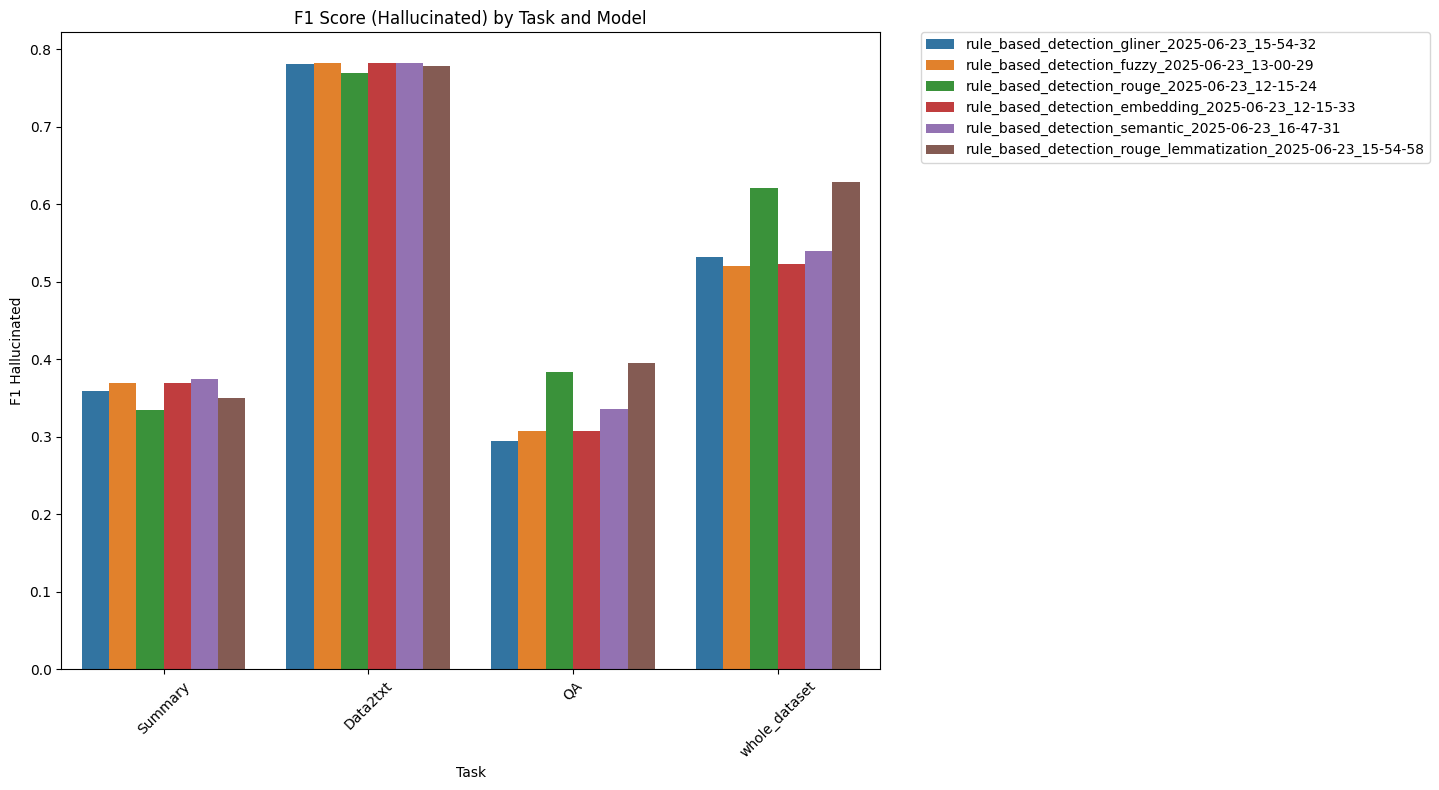 F1 Score (Hallucinated) by Task and Model
rule_based_detection_gliner_2025-06-23_15-54-32
rule_based_detection_fuzzy_2025-06-23_13-00-29
rule_based_detection_rouge_2025-06-23_12-15-24
rule_based_detection_embedding_2025-06-23_12-15-33
rule_based_detection_semantic_2025-06-23_16-47-31
rule_based_detection_rouge_lemmatization_2025-06-23_15-54-58
F1 Hallucinated
0.8
0.7
0.6
0.5
0.4
0.3
0.2
0.1
0.0
Summary
Data2txt
QA
whole_dataset
Task